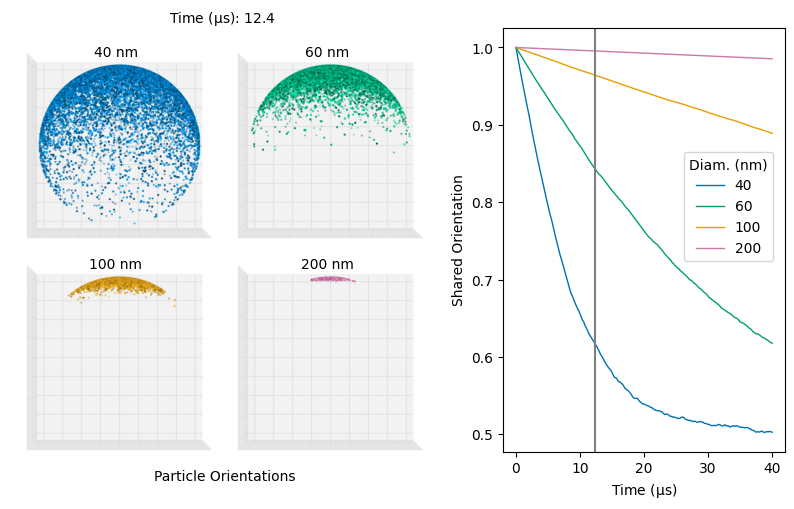 Time (µs): 12.4
40 nm
60 nm
100 nm
200 nm
Particle Orientations
Shared Orientation
1.0
0.9
0.8
0.7
0.6
0.5
Diam. (nm)
40
60
100
200
0
10
20
30
40
Time (µs)